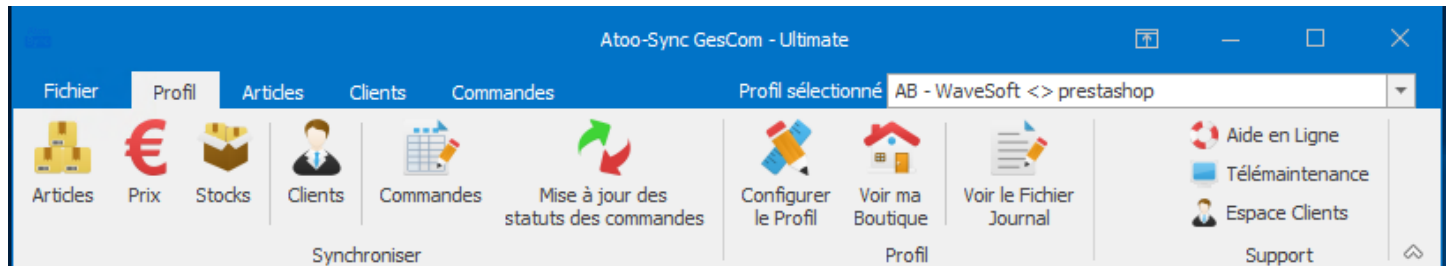 Atoo-Sync GesCom - Ultimate
Fichier Profil Articles Clients Commandes Profil sélectionné AB - WaveSoft <> prestashop
Articles Prix Stocks Clients Commandes Mise à jour des
statuts des commandes
Configurer
le Profil
Voir ma
Boutique
Voir le Fichier
Journal
Aide en Ligne
Télémaintenance
Espace Clients
Synchroniser Profil Support